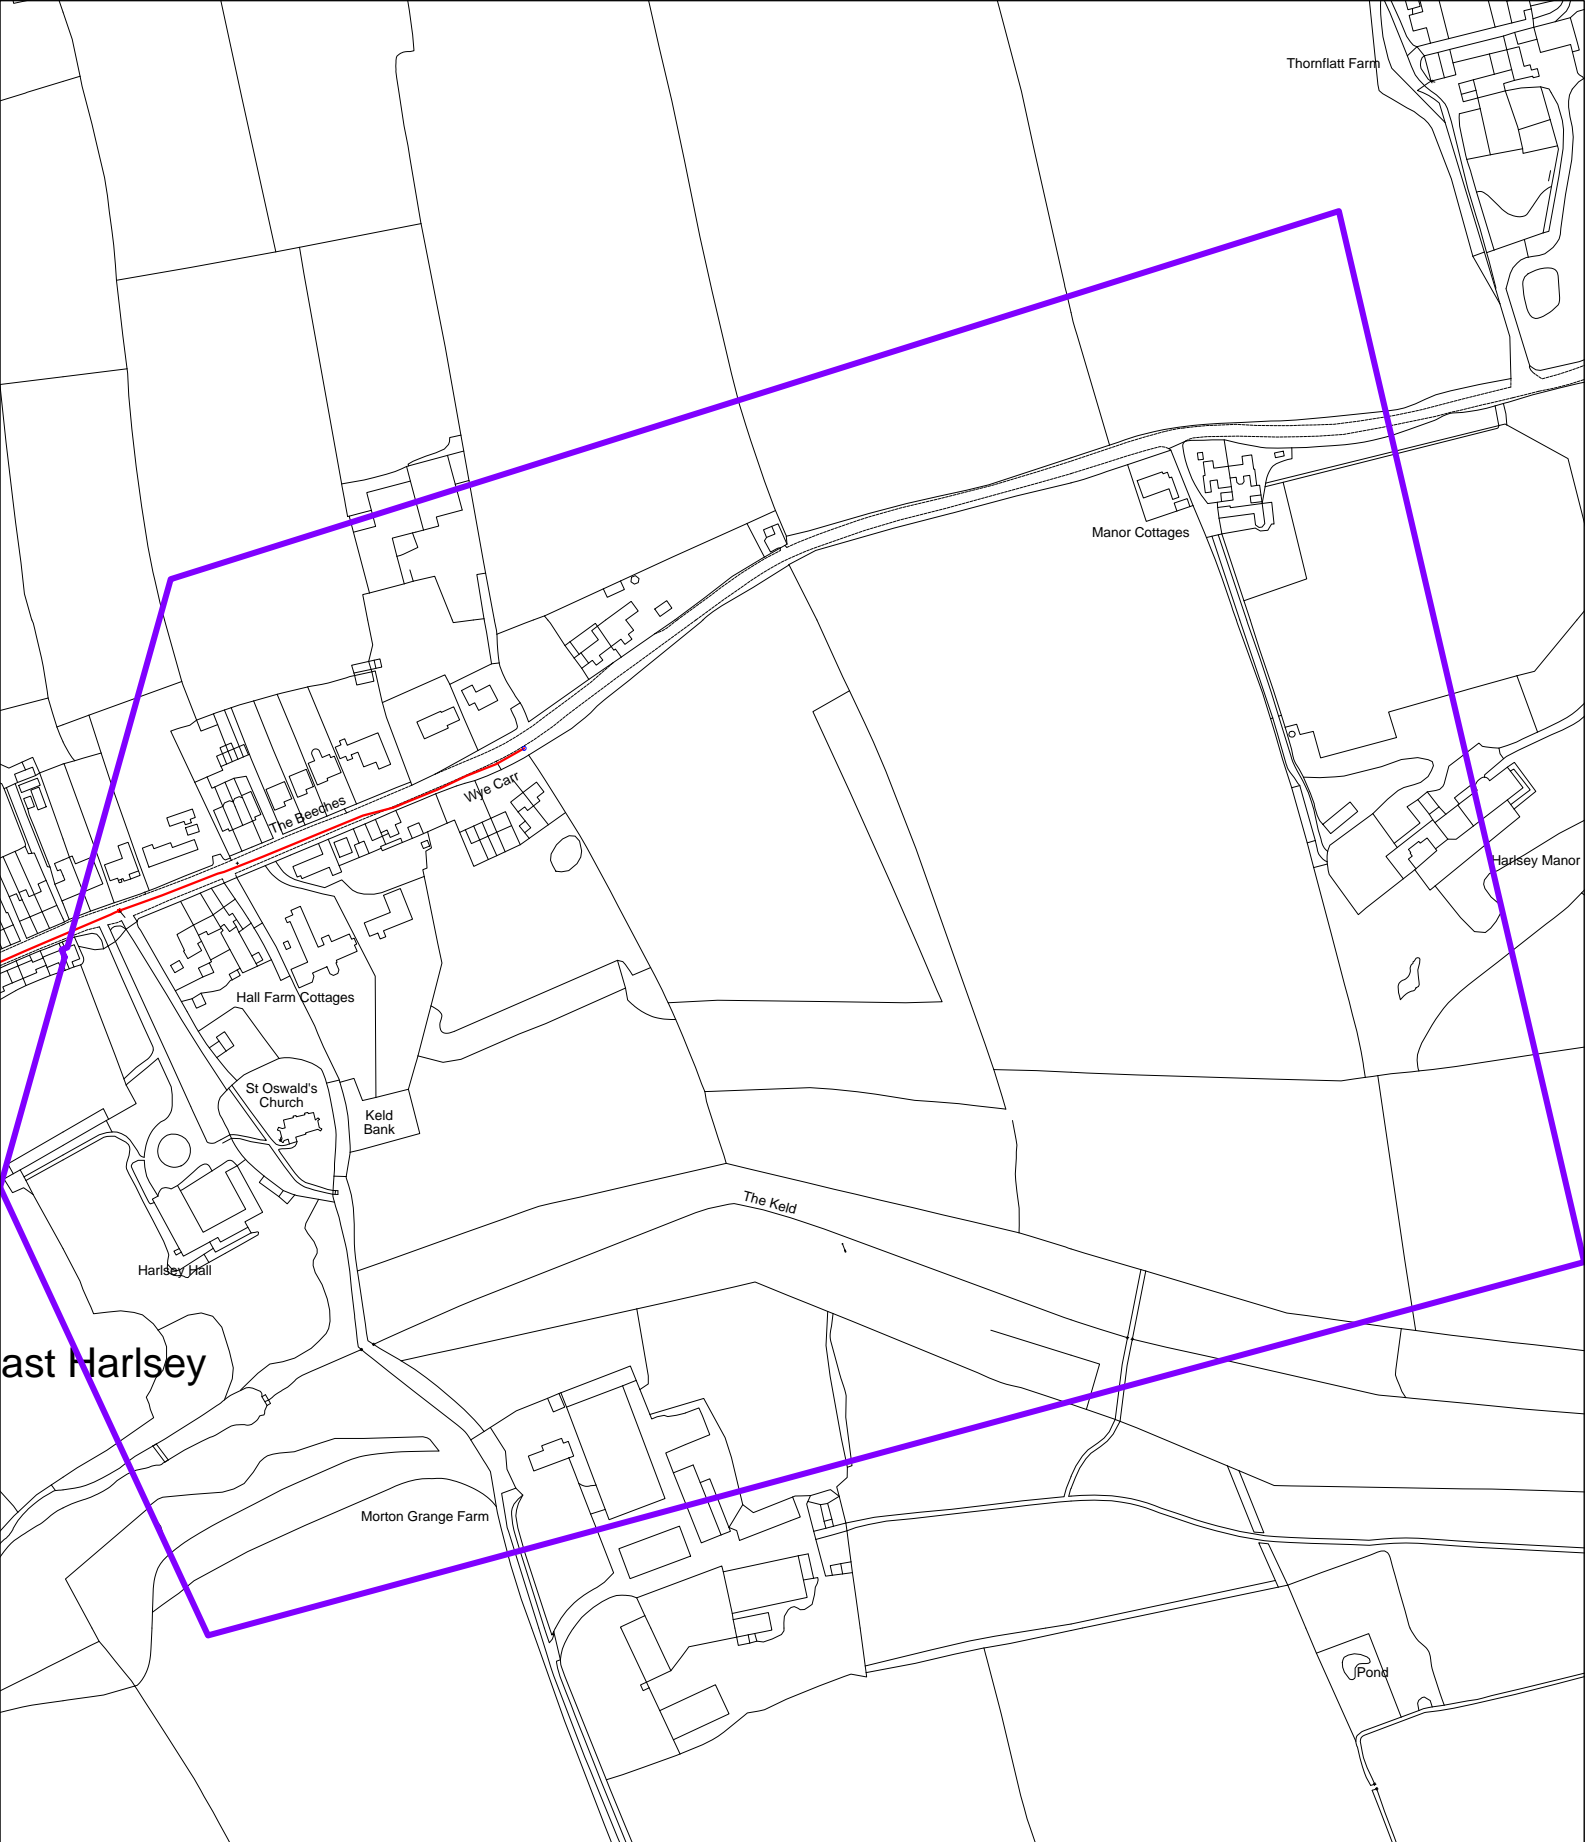 Thornflatt Farm
Manor Cottages
Wye Carr
The Beeches
Harlsey Manor
Hall Farm Cottages
St Oswald's
Church
Keld
Bank
The Keld
Harlsey Hall
ast Harlsey
Morton Grange Farm
Pond